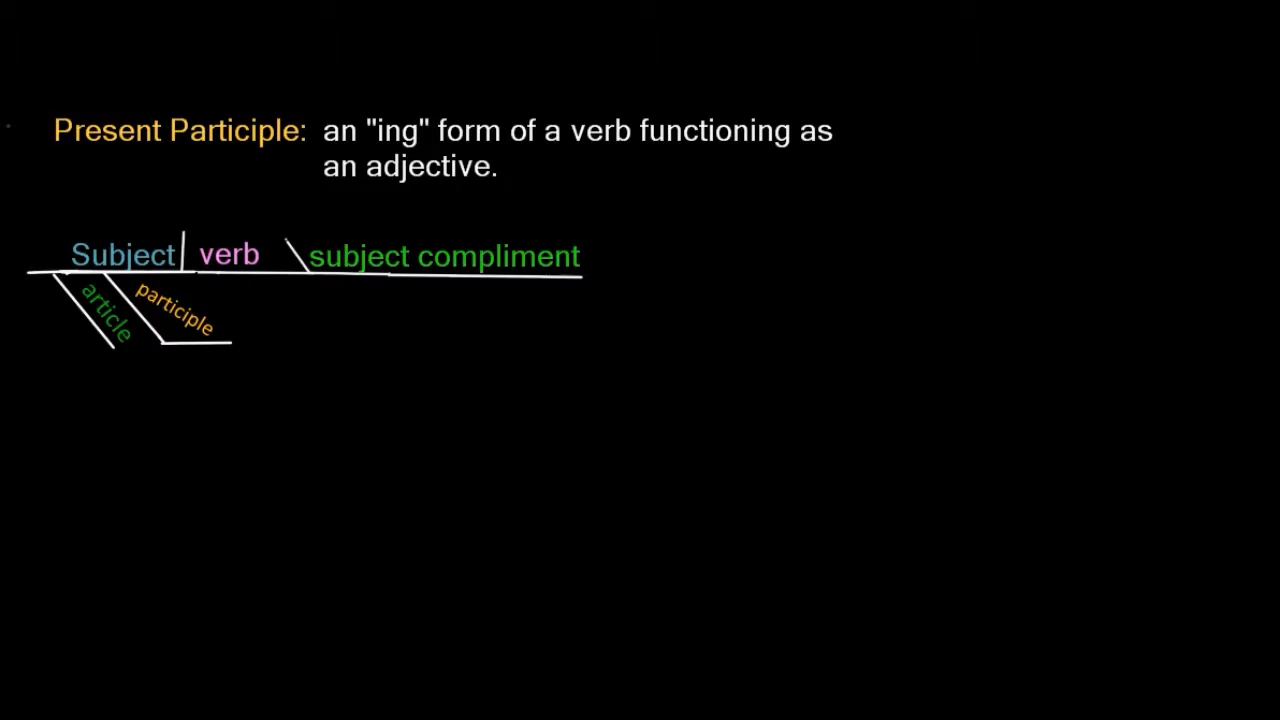 Present Participle: an "ing" form of a verb functioning as
an adjective.
Subject verb subject compliment
article participle